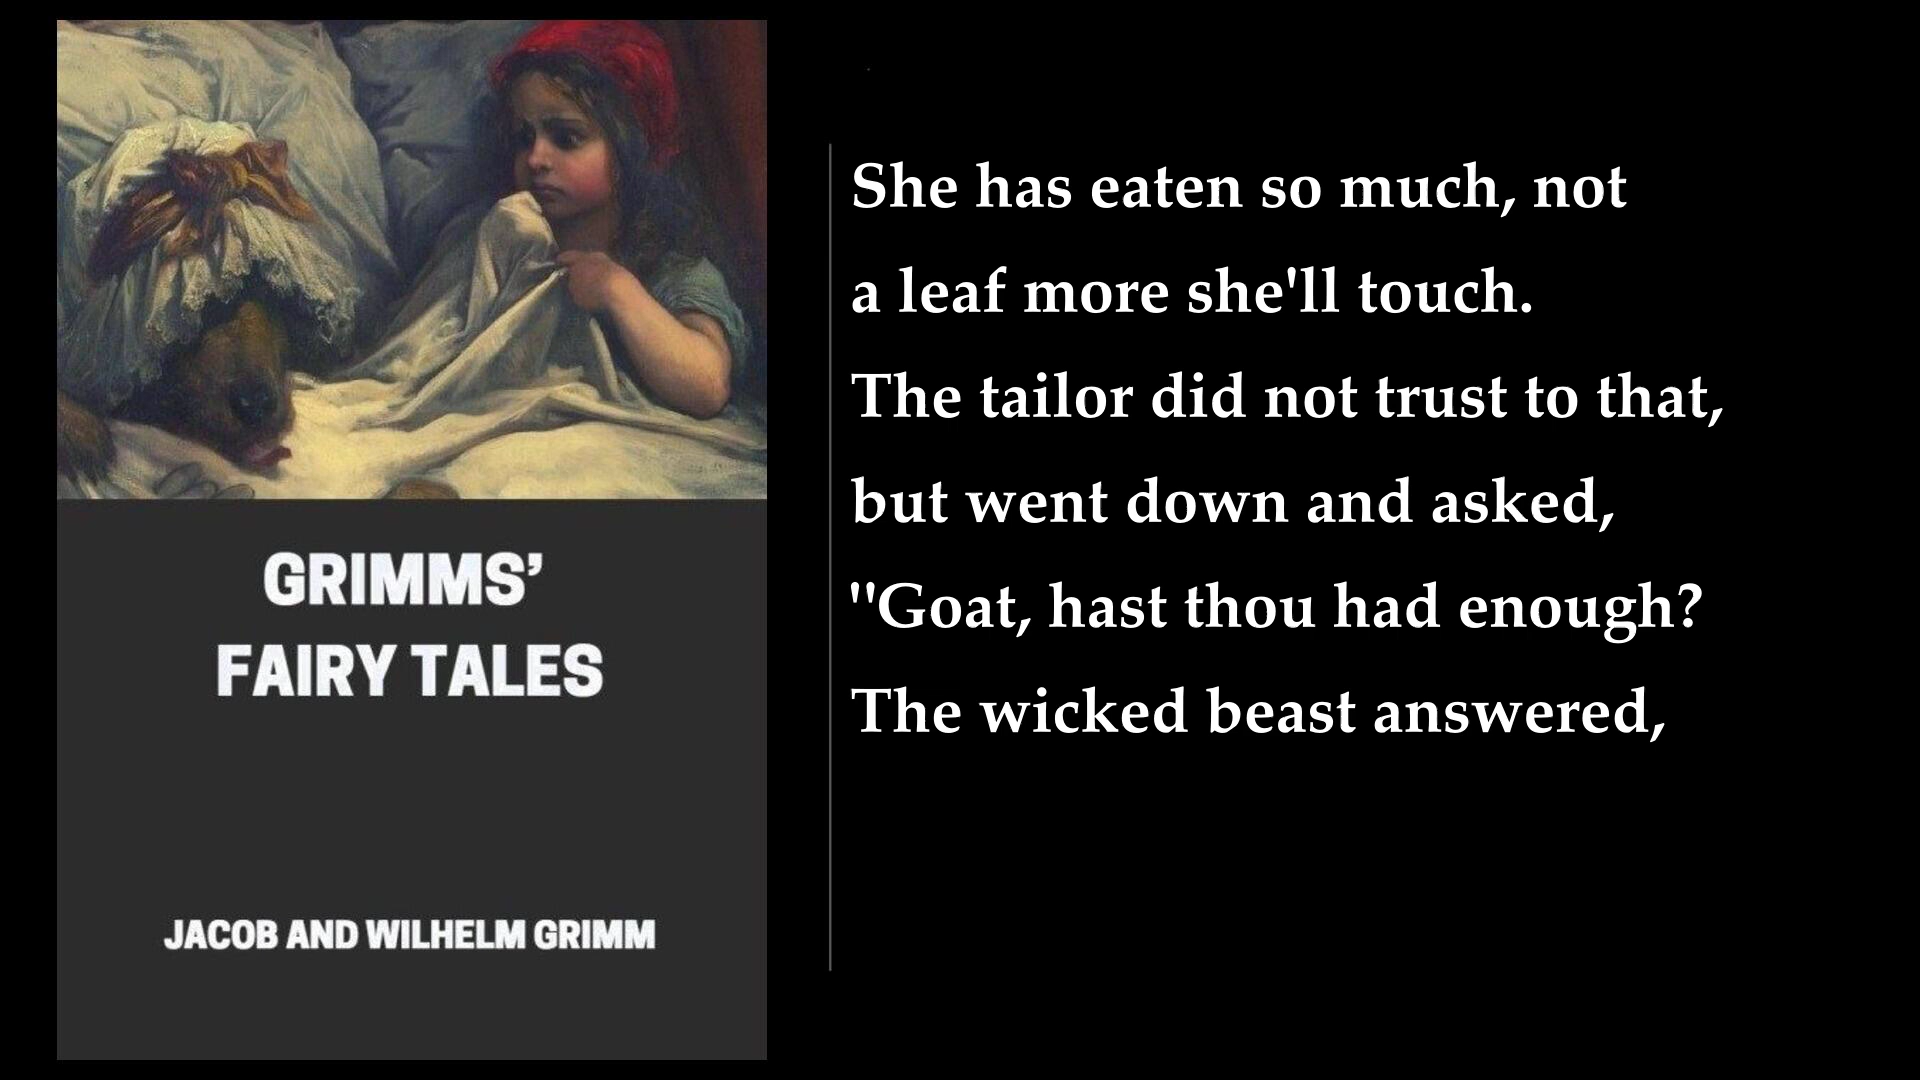 GRIMMS’
FAIRY TALES
JACOB AND WILHELM GRIMM
She has eaten so much, not
a leaf more she'll touch.
The tailor did not trust to that,
but went down and asked,
"Goat, hast thou had enough?
The wicked beast answered,